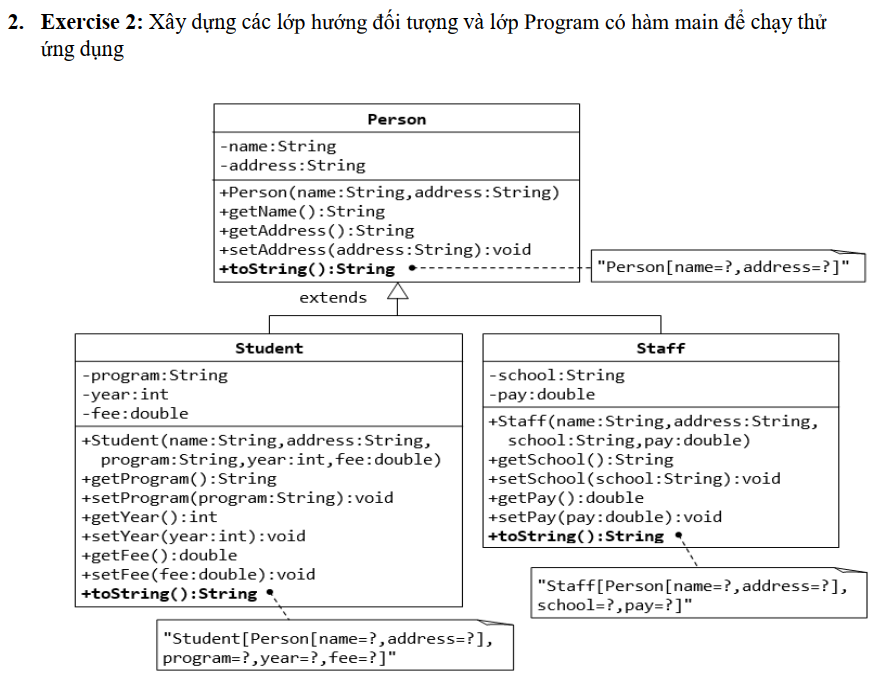 2. Exercise 2: Xây dựng các lớp hướng đối tượng và lớp Program có hàm main để chạy thử
ứng dụng
Person
-name:String
-address:String
+Person(name:String,address:String)
+getName():String
+getAddress():String
+setAddress(address:String):void
+toString():String
"Person[name=?,address=?]"
extends
Student
-program:String
-year:int
-fee:double
+Student(name:String,address:String,
program:String,year:int,fee:double)
+getProgram():String
+setProgram(program:String):void
+getYear():int
+setYear(year:int):void
+getFee():double
+setFee(fee:double):void
+toString():String
"Student[Person[name=?,address=?],
program=?,year=?,fee=?]"
Staff
-school:String
-pay:double
+Staff(name:String,address:String,
school:String,pay:double)
+getSchool():String
+setSchool(school:String):void
+getPay():double
+setPay(pay:double):void
+toString():String
"Staff[Person[name=?,address=?],
school=?,pay=?]"